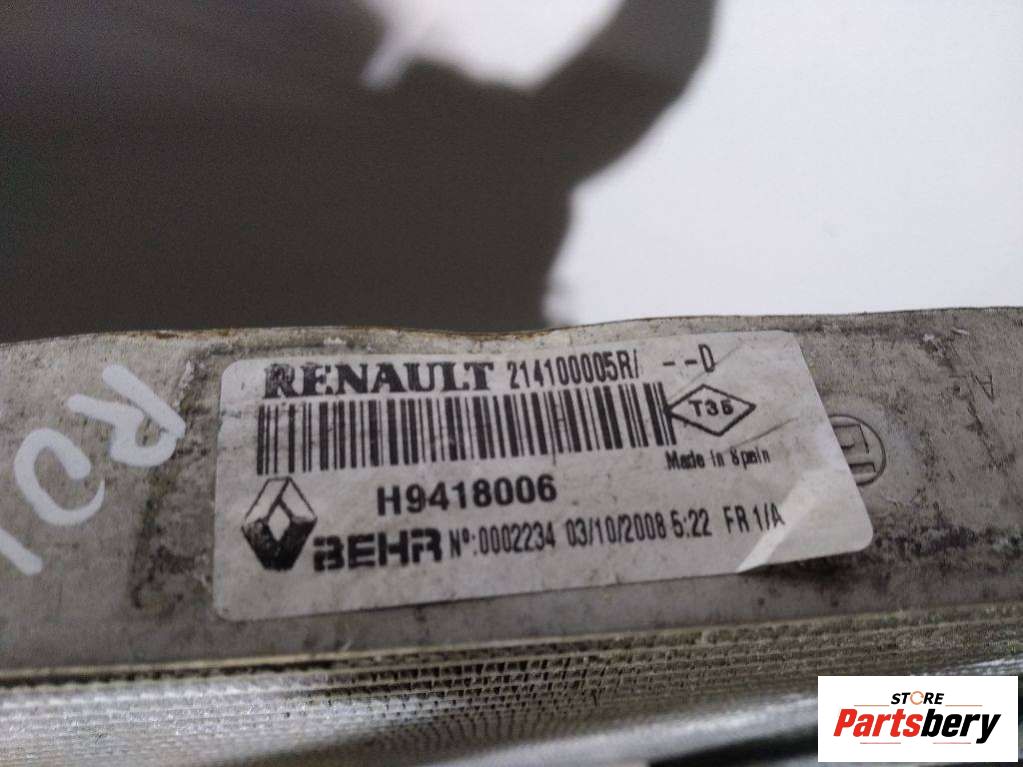 RENAULT 214100005R/ --D
T35
Made in Spain
H9418006
BEHR Nº:0002234 03/10/2008 5:22 FR 1/A
STORE
Partsbery